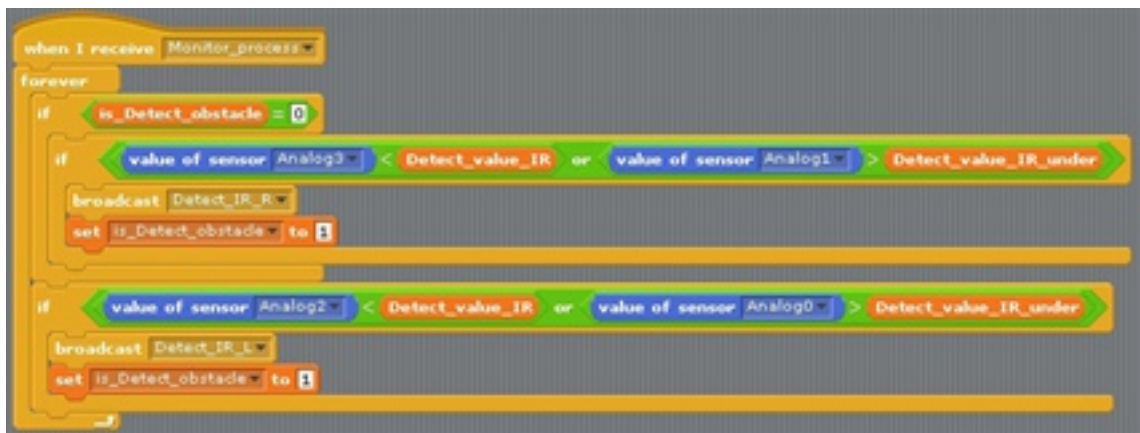 when I receive Monitor_process
forever
if is_Detect_obstacle = 0
if value of sensor Analog3 < Detect_value_IR or value of sensor Analog1 > Detect_value_IR_under
broadcast Detect_IR_R
set is_Detect_obstacle to 1
if value of sensor Analog2 < Detect_value_IR or value of sensor Analog0 > Detect_value_IR_under
broadcast Detect_IR_L
set is_Detect_obstacle to 1